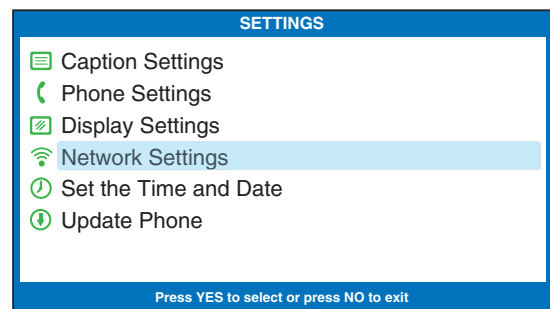 SETTINGS
Caption Settings
Phone Settings
Display Settings
Network Settings
Set the Time and Date
Update Phone
Press YES to select or press NO to exit